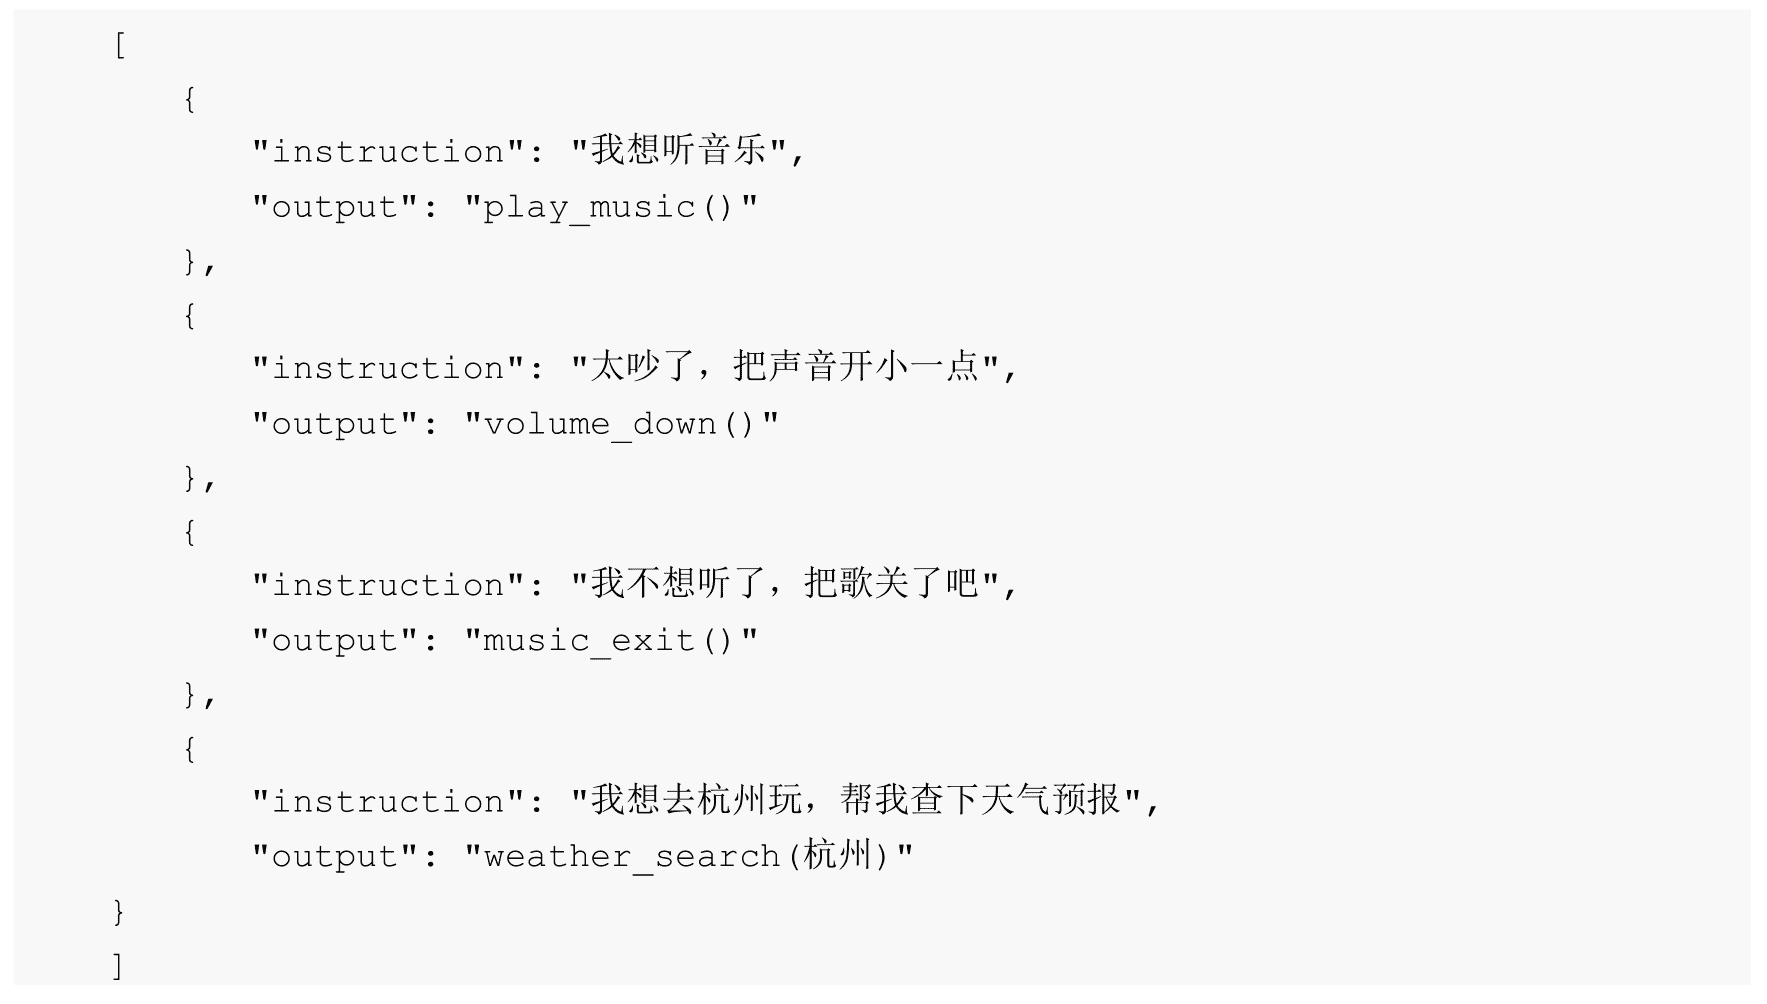 [
    {
        "instruction": "我想听音乐",
        "output": "play_music()"
    },
    {
        "instruction": "太吵了，把声音开小一点",
        "output": "volume_down()"
    },
    {
        "instruction": "我不想听了，把歌关了吧",
        "output": "music_exit()"
    },
    {
        "instruction": "我想去杭州玩，帮我查下天气预报",
        "output": "weather_search(杭州)"
}
]